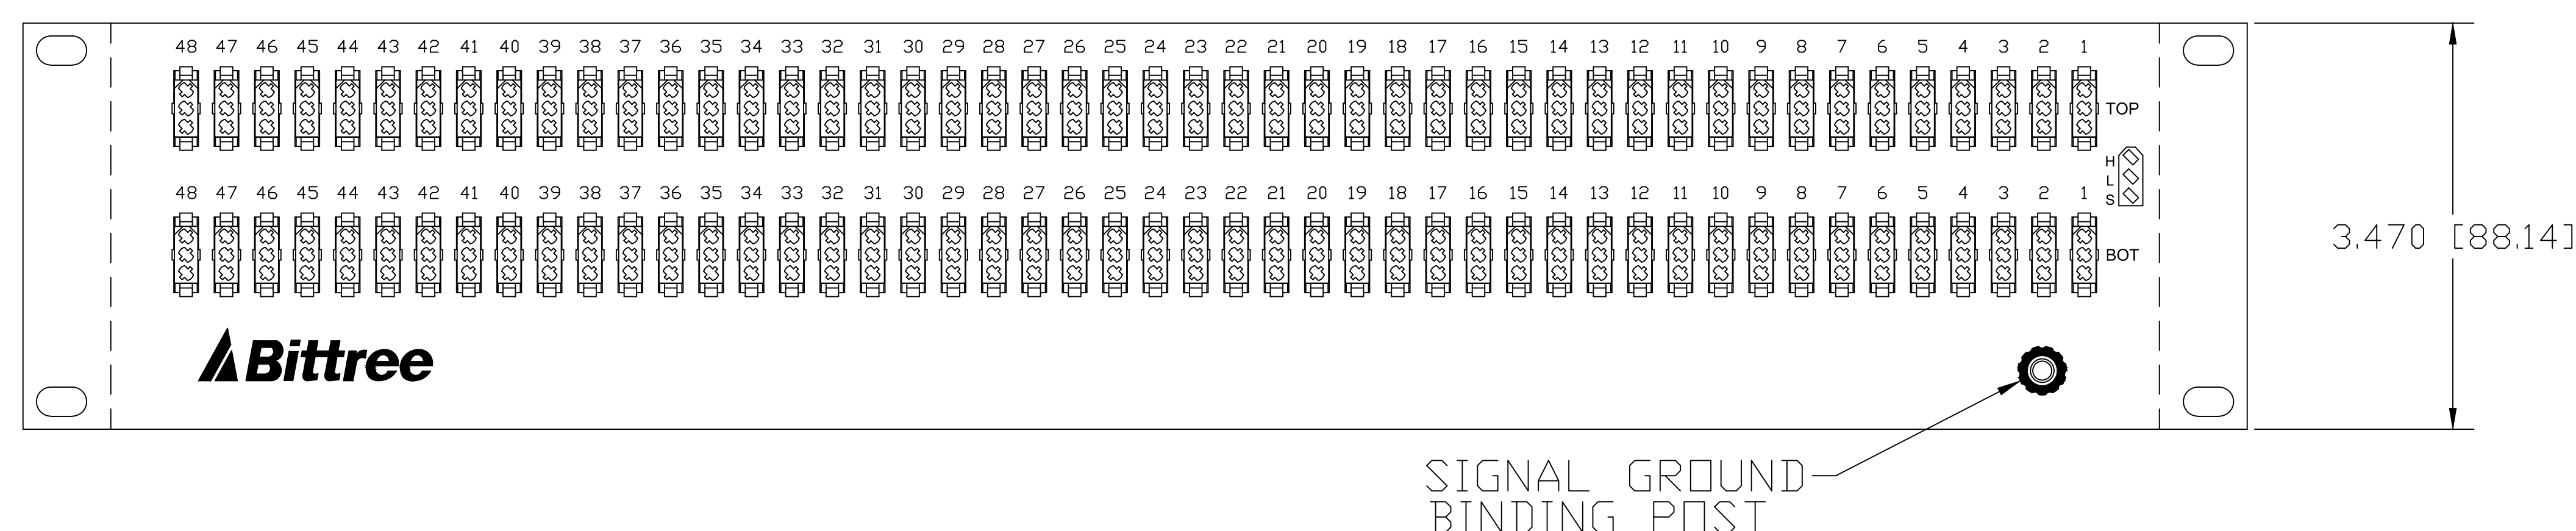 48 47 46 45 44 43 42 41 40 39 38 37 36 35 34 33 32 31 30 29 28 27 26 25 24 23 22 21 20 19 18 17 16 15 14 13 12 11 10 9 8 7 6 5 4 3 2 1
TOP
H
L
S
48 47 46 45 44 43 42 41 40 39 38 37 36 35 34 33 32 31 30 29 28 27 26 25 24 23 22 21 20 19 18 17 16 15 14 13 12 11 10 9 8 7 6 5 4 3 2 1
BOT
3.470 [88.14]
Bittree
SIGNAL GROUND
BINDING POST